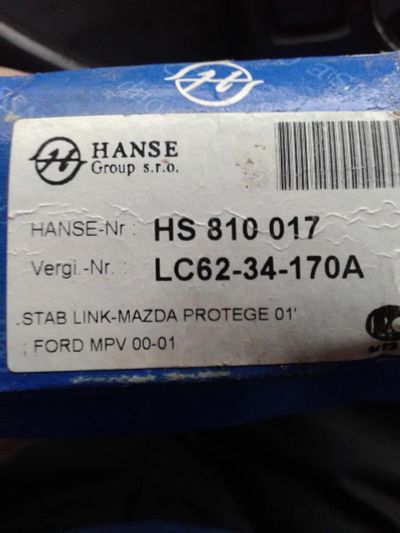 HANSE
Group s.r.o.
HANSE-Nr : HS 810 017
Vergl.-Nr. : LC62-34-170A
.STAB LINK-MAZDA PROTEGE 01'
: FORD MPV 00-01